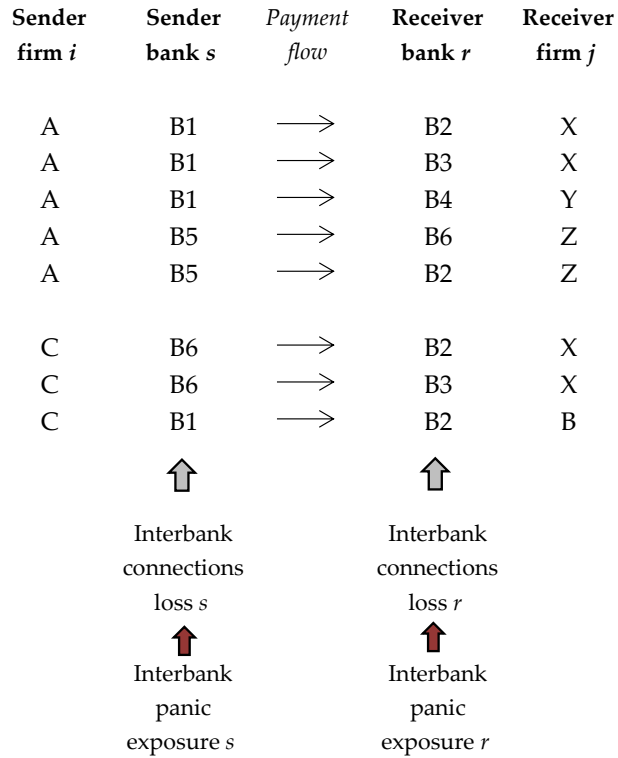 Sender Sender Payment Receiver Receiver
firm i bank s flow bank r firm j
A B1 B2 X
A B1 B3 X
A B1 B4 Y
A B5 B6 Z
A B5 B2 Z
C B6 B2 X
C B6 B3 X
C B1 B2 B
Interbank Interbank
connections connections
loss s loss r
Interbank Interbank
panic panic
exposure s exposure r